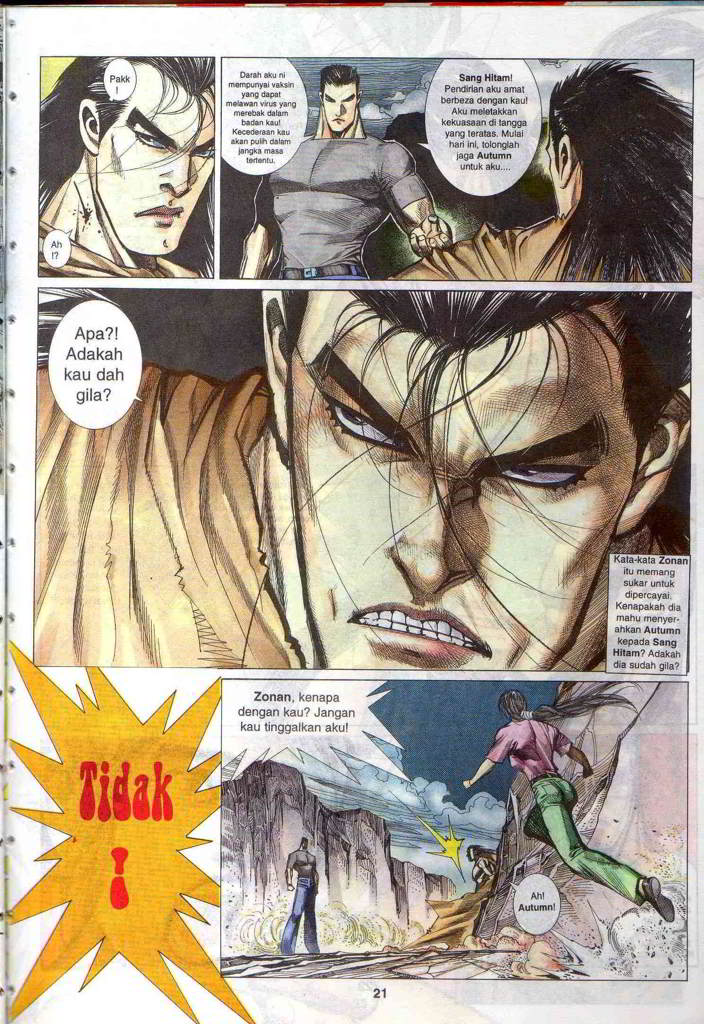 Pakk
!
Ah
!?
Darah aku ni
mempunyai vaksin
yang dapat
melawan virus yang
merebak dalam
badan kau!
Kecederaan kau
akan pulih dalam
jangka masa
tertentu.
Sang Hitam!
Pendirian aku amat
berbeza dengan kau!
Aku meletakkan
kekuasaan di tangga
yang teratas. Mulai
hari ini, tolonglah
jaga Autumn
untuk aku....
Apa?!
Adakah
kau dah
gila?
Kata-kata Zonan
itu memang
sukar untuk
dipercayai.
Kenapakah dia
mahu menyer-
ahkan Autumn
kepada Sang
Hitam? Adakah
dia sudah gila?
Tidak
!
Zonan, kenapa
dengan kau? Jangan
kau tinggalkan aku!
Ah!
Autumn!
21